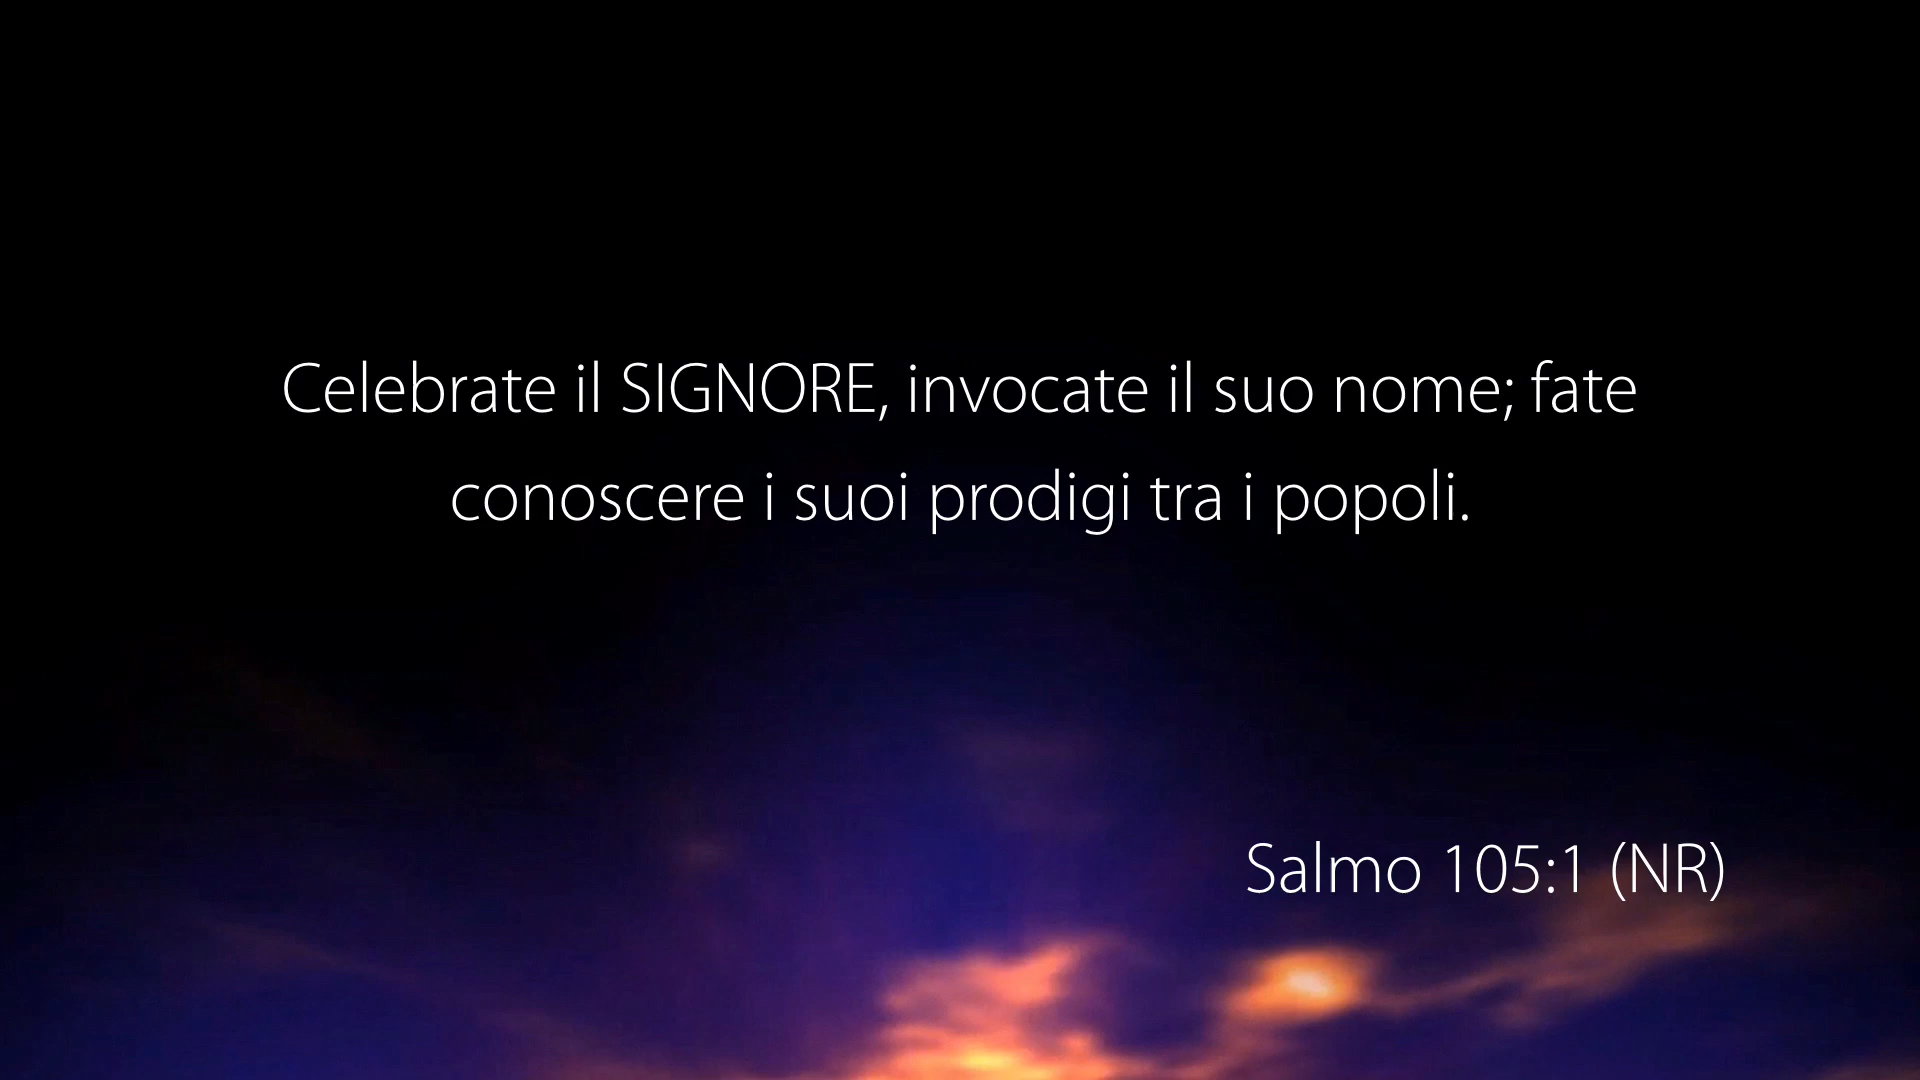 Celebrate il SIGNORE, invocate il suo nome; fate
conoscere i suoi prodigi tra i popoli.
Salmo 105:1 (NR)